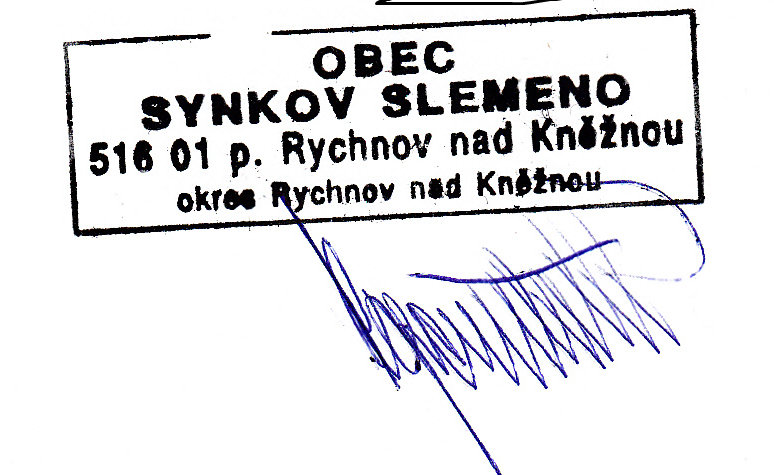 OBEC
SYNKOV SLEMENO
516 01 p. Rychnov nad Kněžnou
okres Rychnov nad Kněžnou